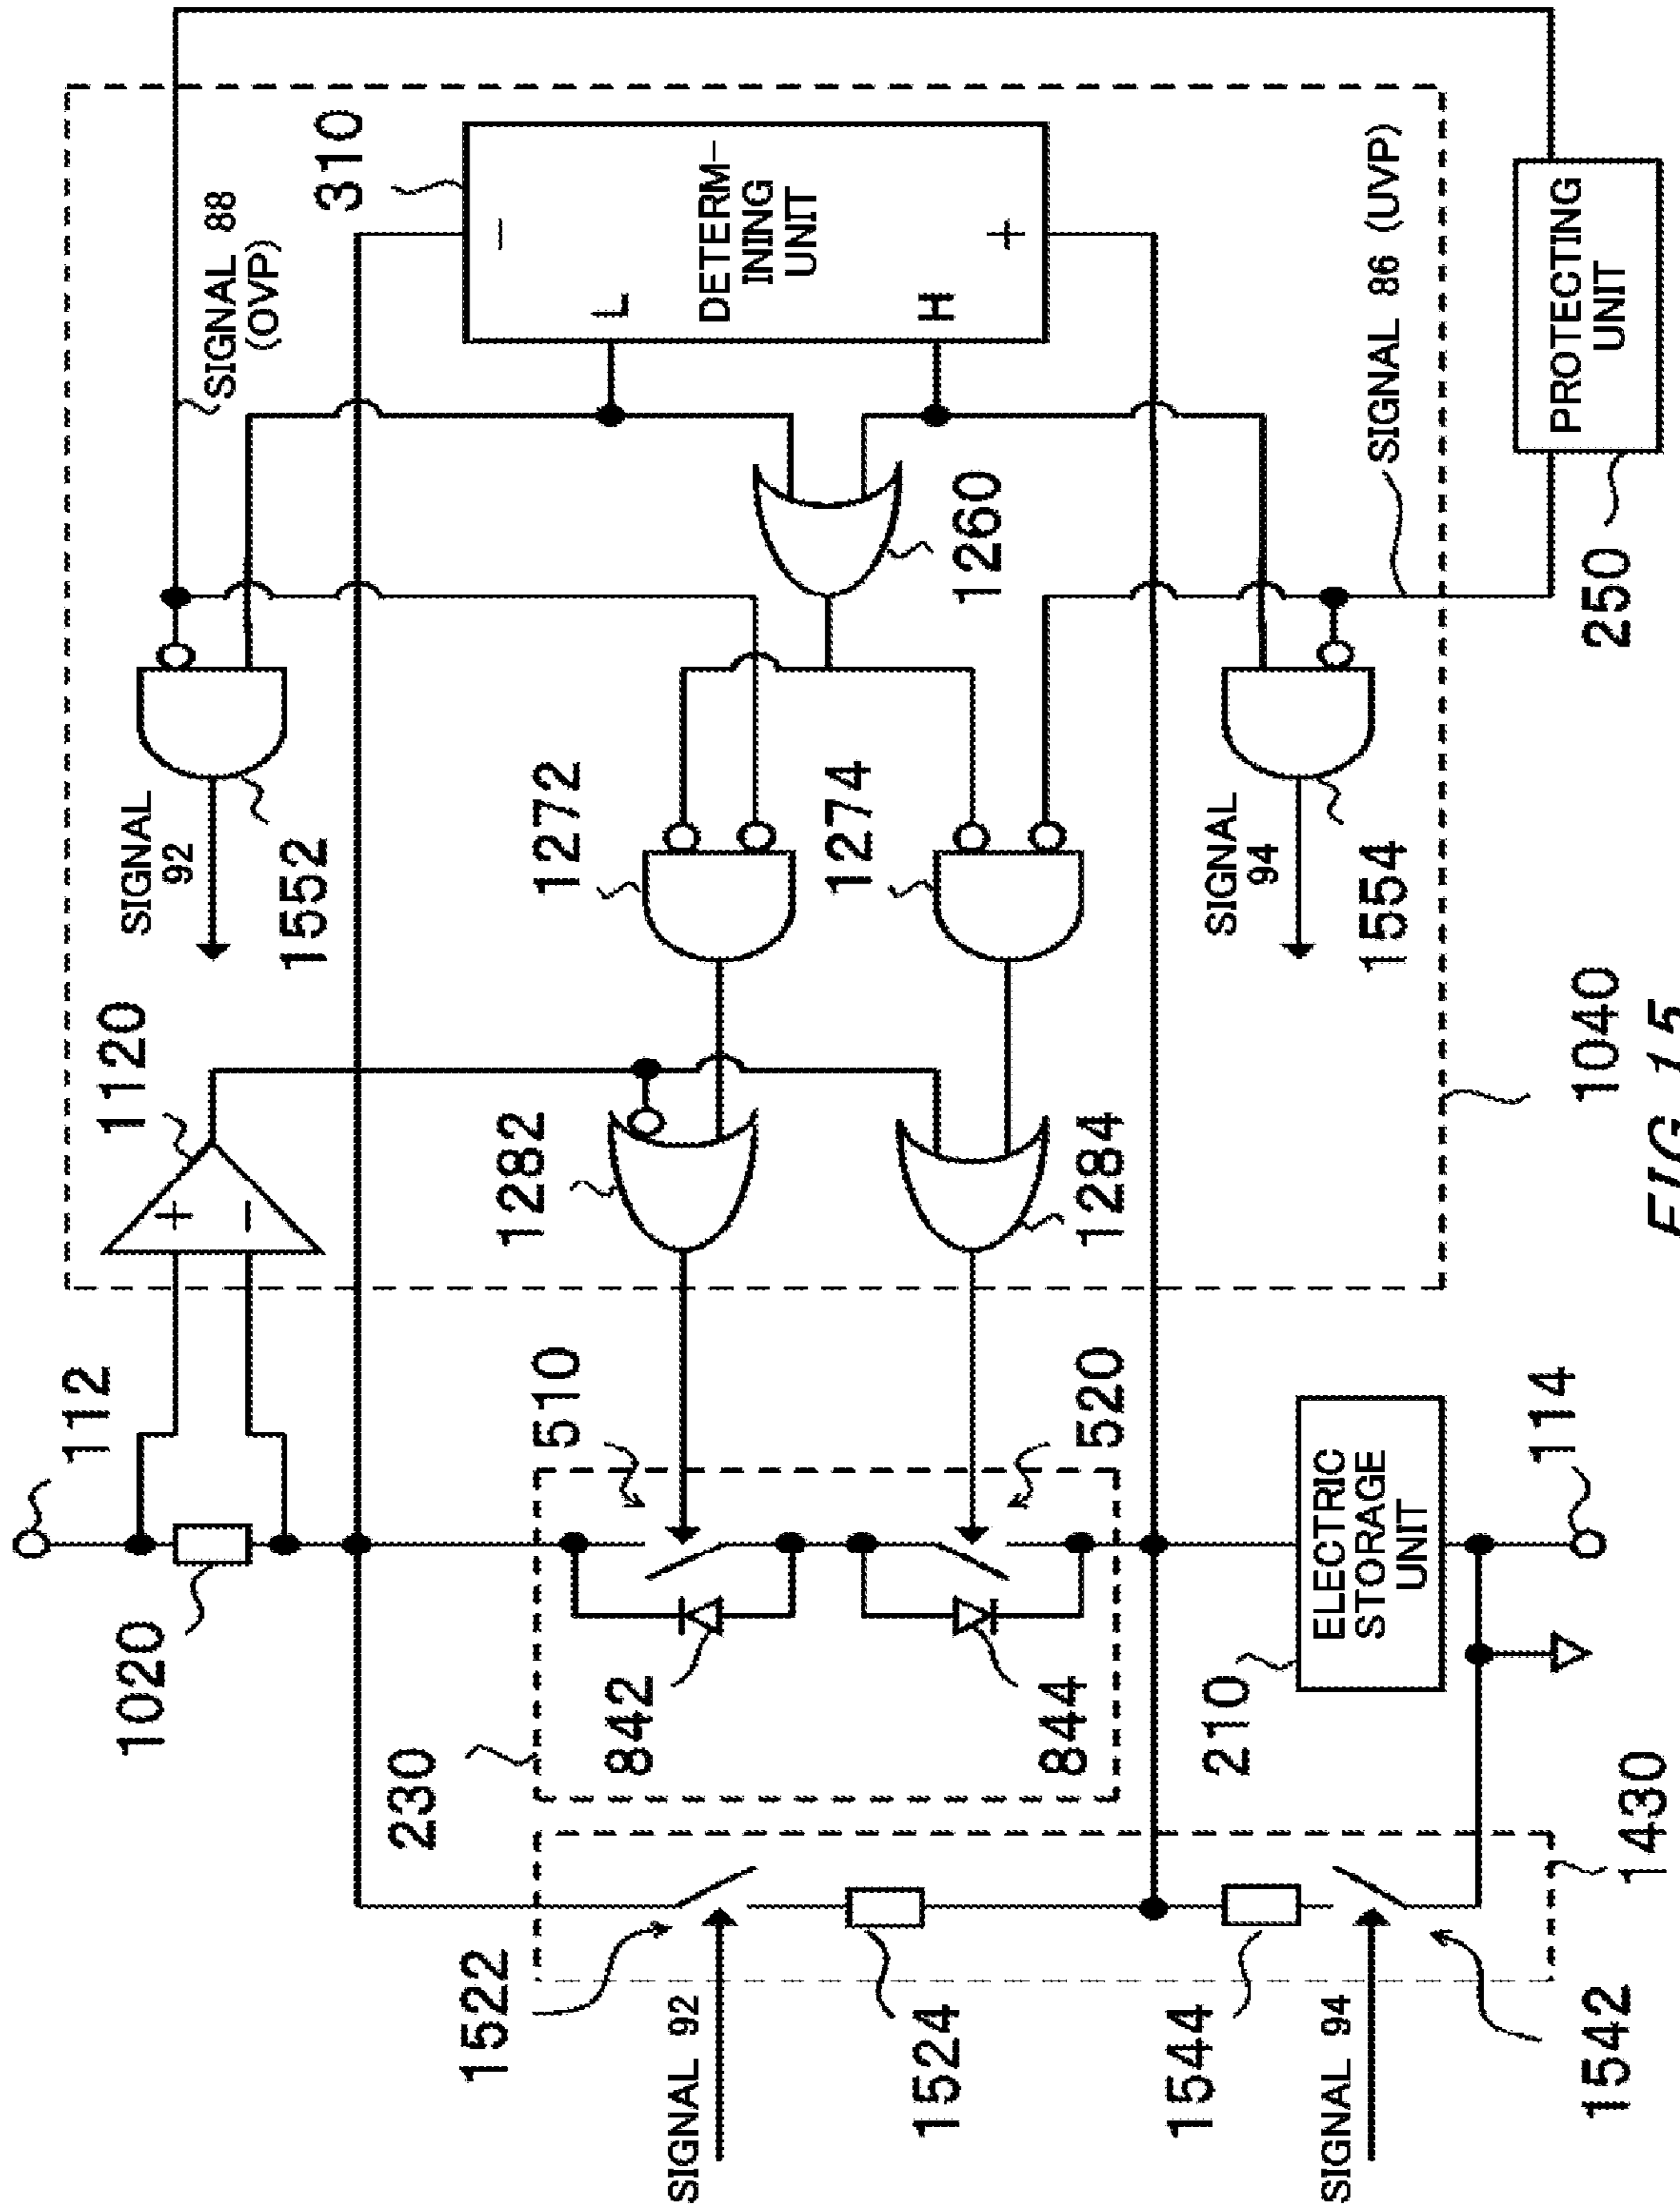 112
1020
+
−
1120
SIGNAL
92
1552
SIGNAL 88
(OVP)
310
−
L
DETERM-
INING
UNIT
H
+
230
510
842
844
520
1282
1284
1272
1274
1260
SIGNAL
94
1554
SIGNAL 86 (UVP)
1522
SIGNAL 92
1524
1544
SIGNAL 94
1542
1430
210
ELECTRIC
STORAGE
UNIT
114
1040
250
PROTECTING
UNIT
FIG. 15